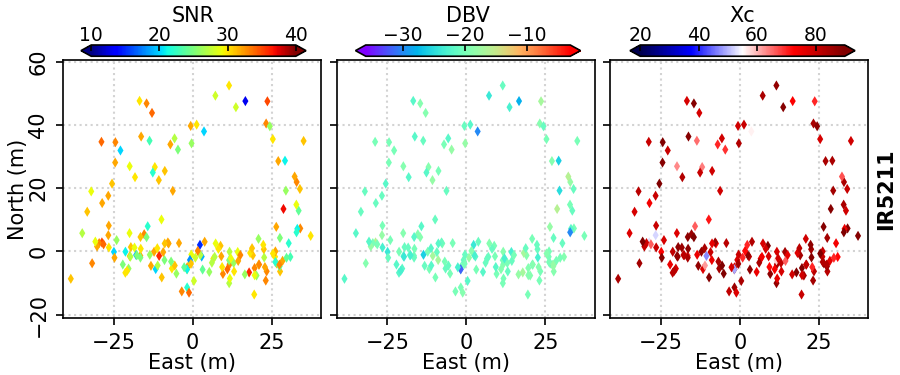 SNR DBV Xc
10 20 30 40 −30 −20 −10 20 40 60 80
60
40
20
0
−20
North (m)
−25 0 25 −25 0 25 −25 0 25
East (m) East (m) East (m)
IR5211